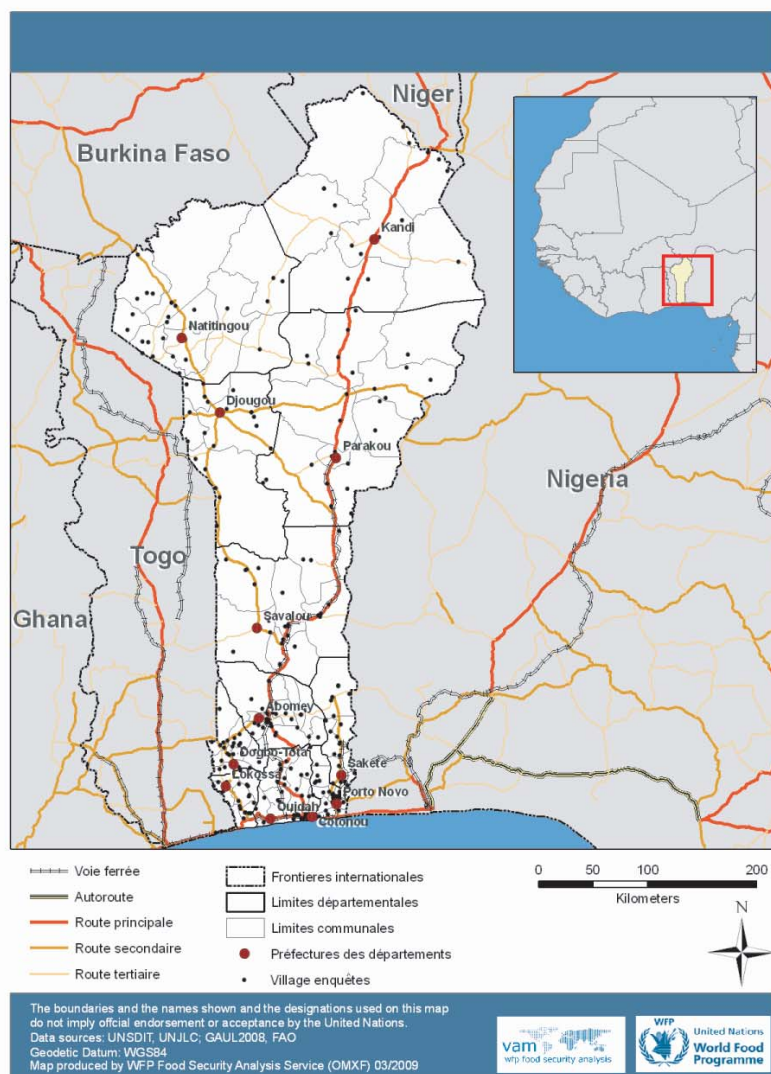 Niger
Burkina Faso
Kandi
Natitingou
Djougou
Parakou
Nigeria
Togo
Ghana
Savalou
Abomey
Dogbo-Tota
Lokossa
Sakété
Porto Novo
Ouidah
Cotonou
Voie ferrée
Autoroute
Route principale
Route secondaire
Route tertiaire
Frontieres internationales
Limites départementales
Limites communales
Préfectures des départements
Village enquêtes
0 50 100 200
Kilometers
N
The boundaries and the names shown and the designations used on this map
do not imply offcial endorsement or acceptance by the United Nations.
Data sources: UNSDIT, UNJLC; GAUL2008, FAO
Geodetic Datum: WGS84
Map produced by WFP Food Security Analysis Service (OMXF) 03/2009
vam
wfp food security analysis
WFP
United Nations
World Food
Programme